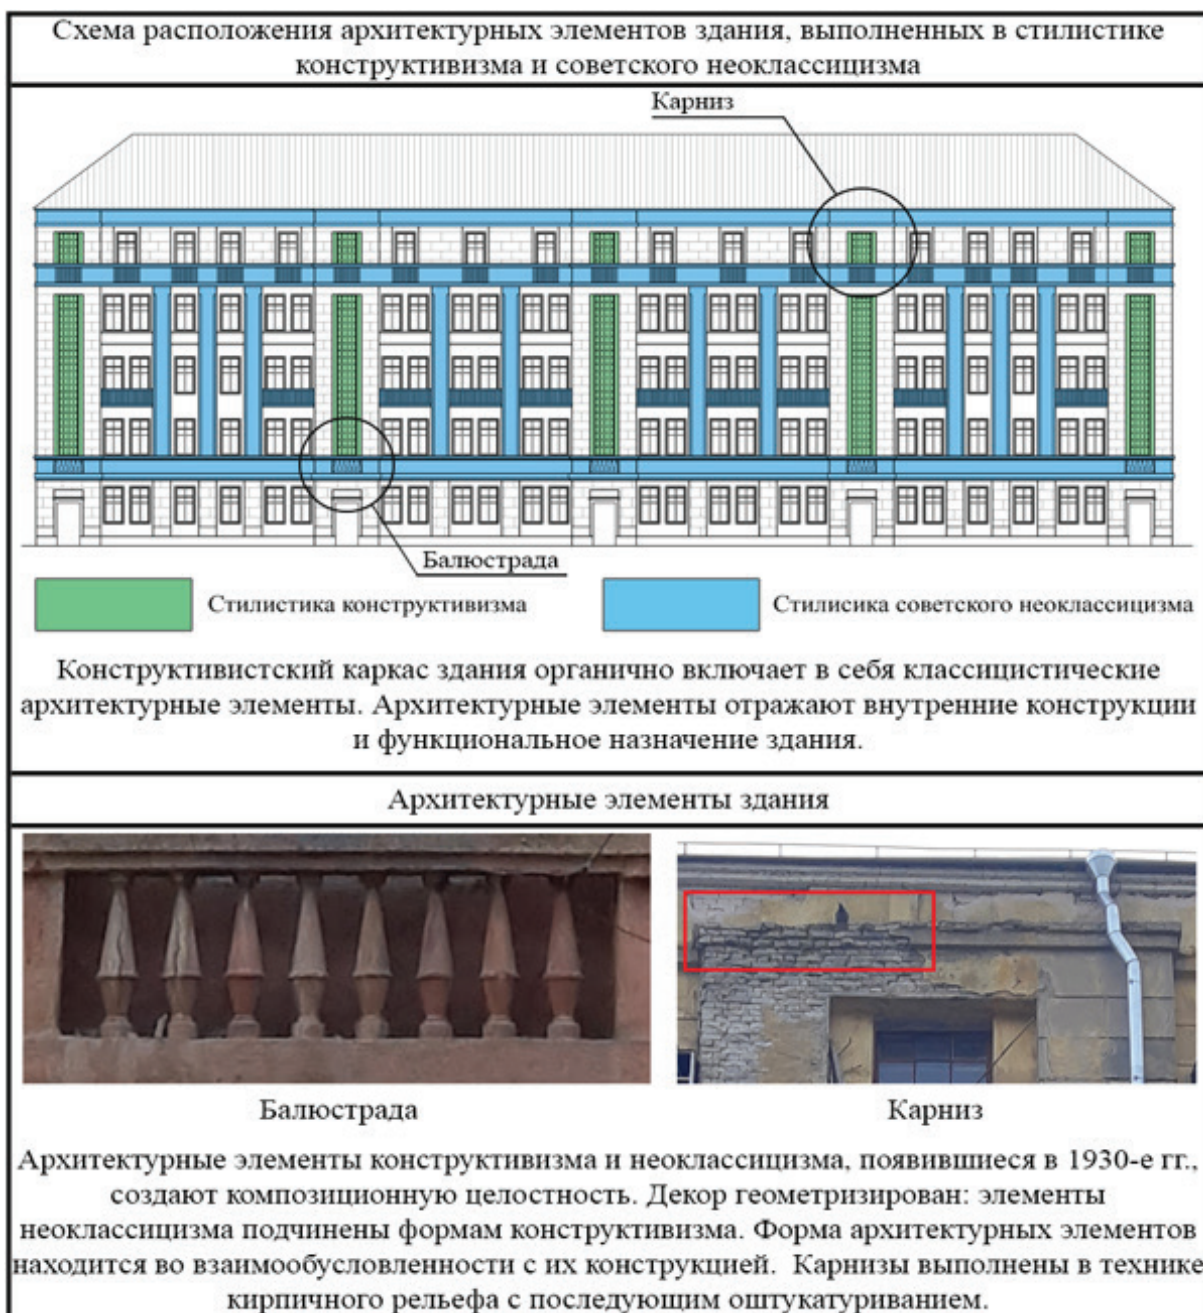 Схема расположения архитектурных элементов здания, выполненных в стилистике
конструктивизма и советского неоклассицизма
Карниз
Балюстрада
Стилистика конструктивизма
Стилисика советского неоклассицизма
Конструктивистский каркас здания органично включает в себя классицистические
архитектурные элементы. Архитектурные элементы отражают внутренние конструкции
и функциональное назначение здания.
Архитектурные элементы здания
Балюстрада
Карниз
Архитектурные элементы конструктивизма и неоклассицизма, появившиеся в 1930-е гг.,
создают композиционную целостность. Декор геометризирован: элементы
неоклассицизма подчинены формам конструктивизма. Форма архитектурных элементов
находится во взаимообусловленности с их конструкцией. Карнизы выполнены в технике
кирпичного рельефа с последующим оштукатуриванием.